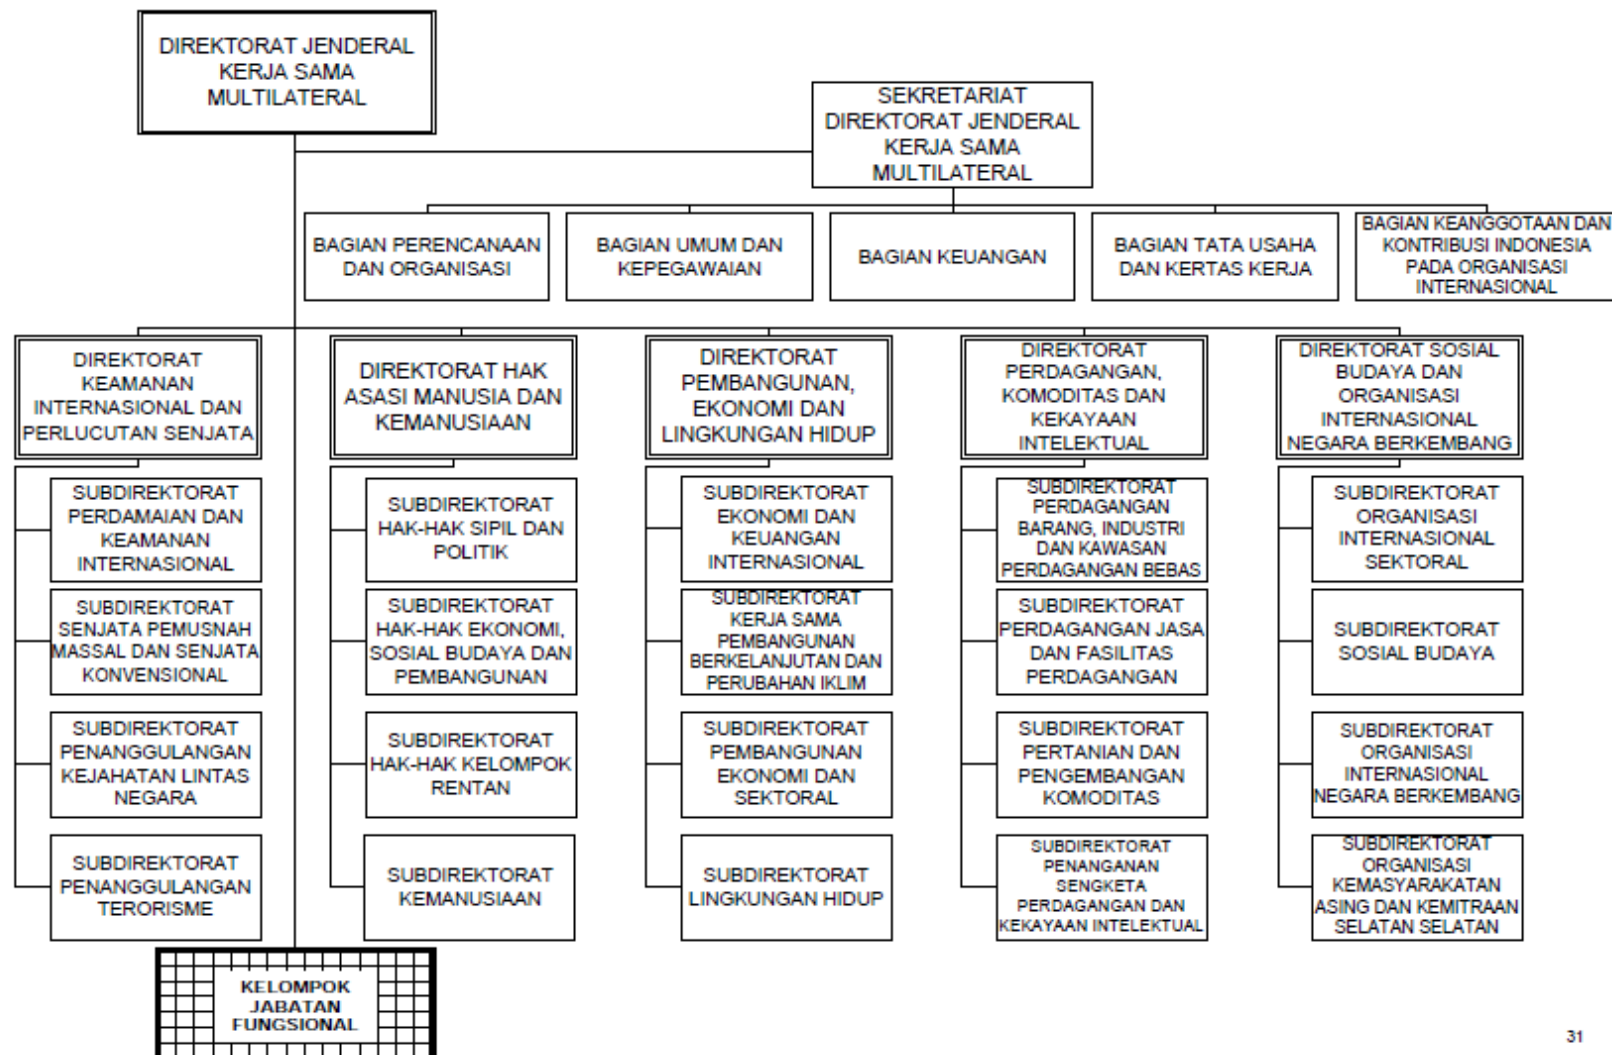 DIREKTORAT JENDERAL
KERJA SAMA
MULTILATERAL
SEKRETARIAT
DIREKTORAT JENDERAL
KERJA SAMA
MULTILATERAL
BAGIAN PERENCANAAN
DAN ORGANISASI
BAGIAN UMUM DAN
KEPEGAWAIAN
BAGIAN KEUANGAN
BAGIAN TATA USAHA
DAN KERTAS KERJA
BAGIAN KEANGGOTAAN DAN
KONTRIBUSI INDONESIA
PADA ORGANISASI
INTERNASIONAL
DIREKTORAT
KEAMANAN
INTERNASIONAL DAN
PERLUCUTAN SENJATA
DIREKTORAT HAK
ASASI MANUSIA DAN
KEMANUSIAAN
DIREKTORAT
PEMBANGUNAN,
EKONOMI DAN
LINGKUNGAN HIDUP
DIREKTORAT
PERDAGANGAN,
KOMODITAS DAN
KEKAYAAN
INTELEKTUAL
DIREKTORAT SOSIAL
BUDAYA DAN
ORGANISASI
INTERNASIONAL
NEGARA BERKEMBANG
SUBDIREKTORAT
PERDAMAIAN DAN
KEAMANAN
INTERNASIONAL
SUBDIREKTORAT
HAK-HAK SIPIL DAN
POLITIK
SUBDIREKTORAT
EKONOMI DAN
KEUANGAN
INTERNASIONAL
SUBDIREKTORAT
PERDAGANGAN
BARANG, INDUSTRI
DAN KAWASAN
PERDAGANGAN BEBAS
SUBDIREKTORAT
ORGANISASI
INTERNASIONAL
SEKTORAL
SUBDIREKTORAT
SENJATA PEMUSNAH
MASSAL DAN SENJATA
KONVENSIONAL
SUBDIREKTORAT
HAK-HAK EKONOMI,
SOSIAL BUDAYA DAN
PEMBANGUNAN
SUBDIREKTORAT
KERJA SAMA
PEMBANGUNAN
BERKELANJUTAN DAN
PERUBAHAN IKLIM
SUBDIREKTORAT
PERDAGANGAN JASA
DAN FASILITAS
PERDAGANGAN
SUBDIREKTORAT
SOSIAL BUDAYA
SUBDIREKTORAT
PENANGGULANGAN
KEJAHATAN LINTAS
NEGARA
SUBDIREKTORAT
HAK-HAK KELOMPOK
RENTAN
SUBDIREKTORAT
PEMBANGUNAN
EKONOMI DAN
SEKTORAL
SUBDIREKTORAT
PERTANIAN DAN
PENGEMBANGAN
KOMODITAS
SUBDIREKTORAT
ORGANISASI
INTERNASIONAL
NEGARA BERKEMBANG
SUBDIREKTORAT
PENANGGULANGAN
TERORISME
SUBDIREKTORAT
KEMANUSIAAN
SUBDIREKTORAT
LINGKUNGAN HIDUP
SUBDIREKTORAT
PENANGANAN
SENGKETA
PERDAGANGAN DAN
KEKAYAAN INTELEKTUAL
SUBDIREKTORAT
ORGANISASI
KEMASYARAKATAN
ASING DAN KEMITRAAN
SELATAN SELATAN
KELOMPOK
JABATAN
FUNGSIONAL
31